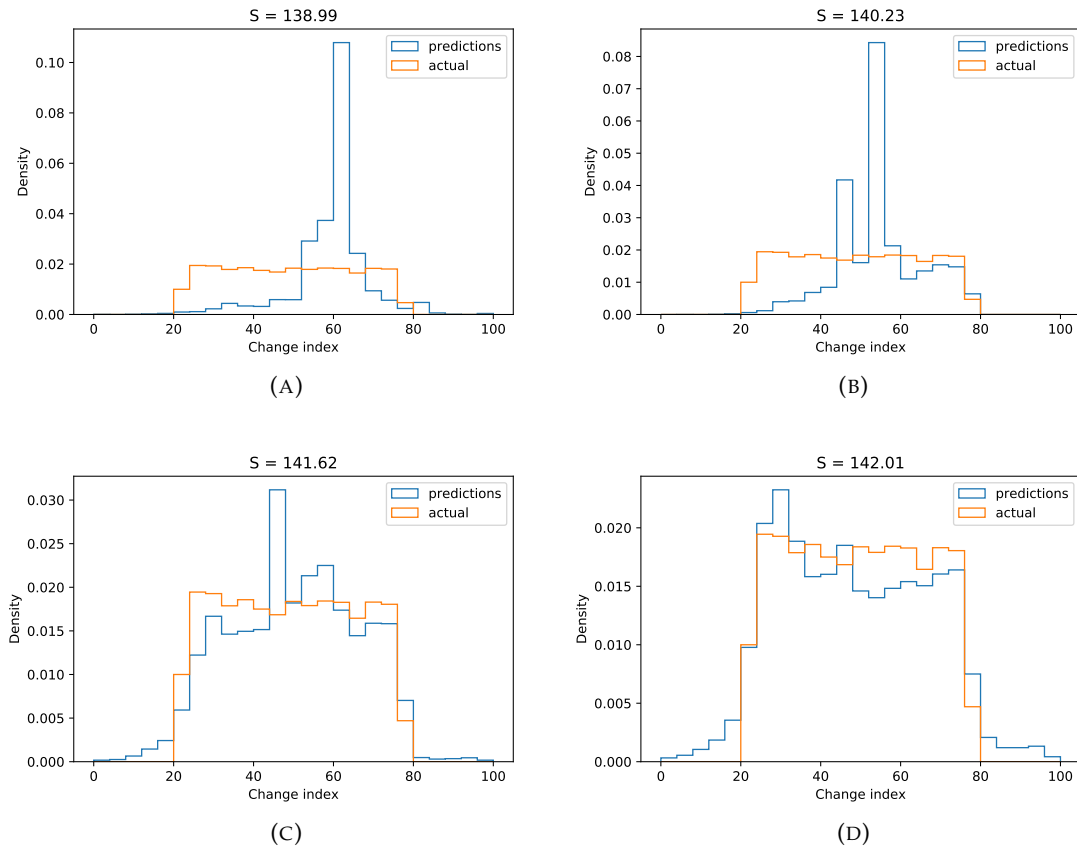 S = 138.99
predictions
actual
Density
0.10
0.08
0.06
0.04
0.02
0.00
0 20 40 60 80 100
Change index
(A)
S = 140.23
predictions
actual
Density
0.08
0.07
0.06
0.05
0.04
0.03
0.02
0.01
0.00
0 20 40 60 80 100
Change index
(B)
S = 141.62
predictions
actual
Density
0.030
0.025
0.020
0.015
0.010
0.005
0.000
0 20 40 60 80 100
Change index
(C)
S = 142.01
predictions
actual
Density
0.020
0.015
0.010
0.005
0.000
0 20 40 60 80 100
Change index
(D)